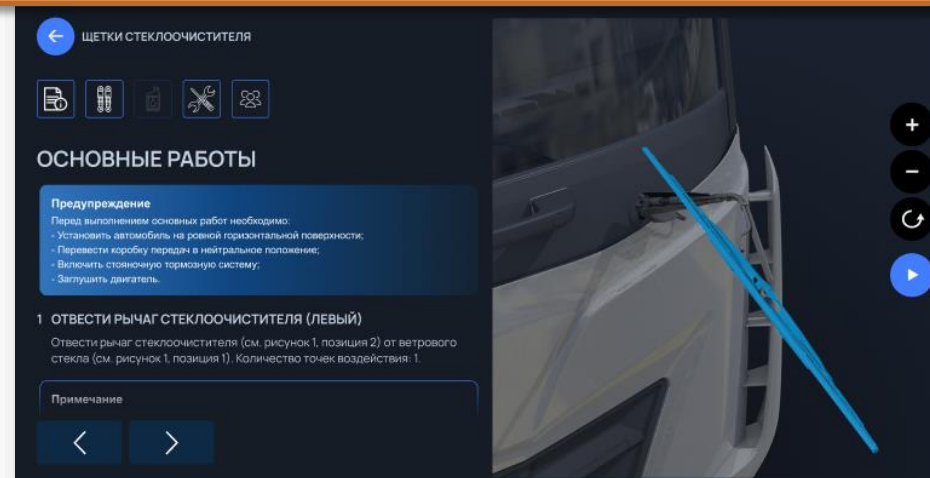 ЩЕТКИ СТЕКЛООЧИСТИТЕЛЯ
ОСНОВНЫЕ РАБОТЫ
Предупреждение
Перед выполнением основных работ необходимо:
- Установить автомобиль на ровной горизонтальной поверхности;
- Перевести коробку передач в нейтральное положение;
- Включить стояночную тормозную систему;
- Заглушить двигатель.
1 ОТВЕСТИ РЫЧАГ СТЕКЛООЧИСТИТЕЛЯ (ЛЕВЫЙ)
Отвести рычаг стеклоочистителя (см. рисунок 1, позиция 2) от ветрового
стекла (см. рисунок 1, позиция 1). Количество точек воздействия: 1.
Примечание